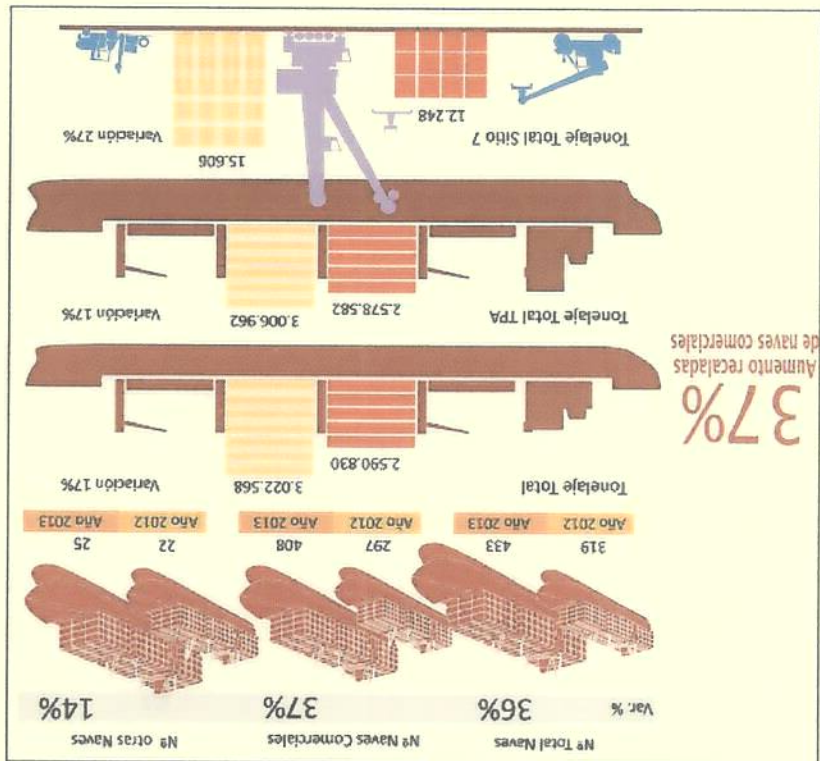 Nº Total Naves Nº Naves Comerciales Nº otras Naves
Var. % 36% 37% 14%
319 433 297 408 22 25
Año 2012 Año 2013 Año 2012 Año 2013 Año 2012 Año 2013
37%
Aumento recaladas
de naves comerciales
Tonelaje Total 2.590.830 3.022.568 Variación 17%
Tonelaje Total TPA 2.578.582 3.006.962 Variación 17%
Tonelaje Total Sitio 7 12.248 15.606 Variación 27%